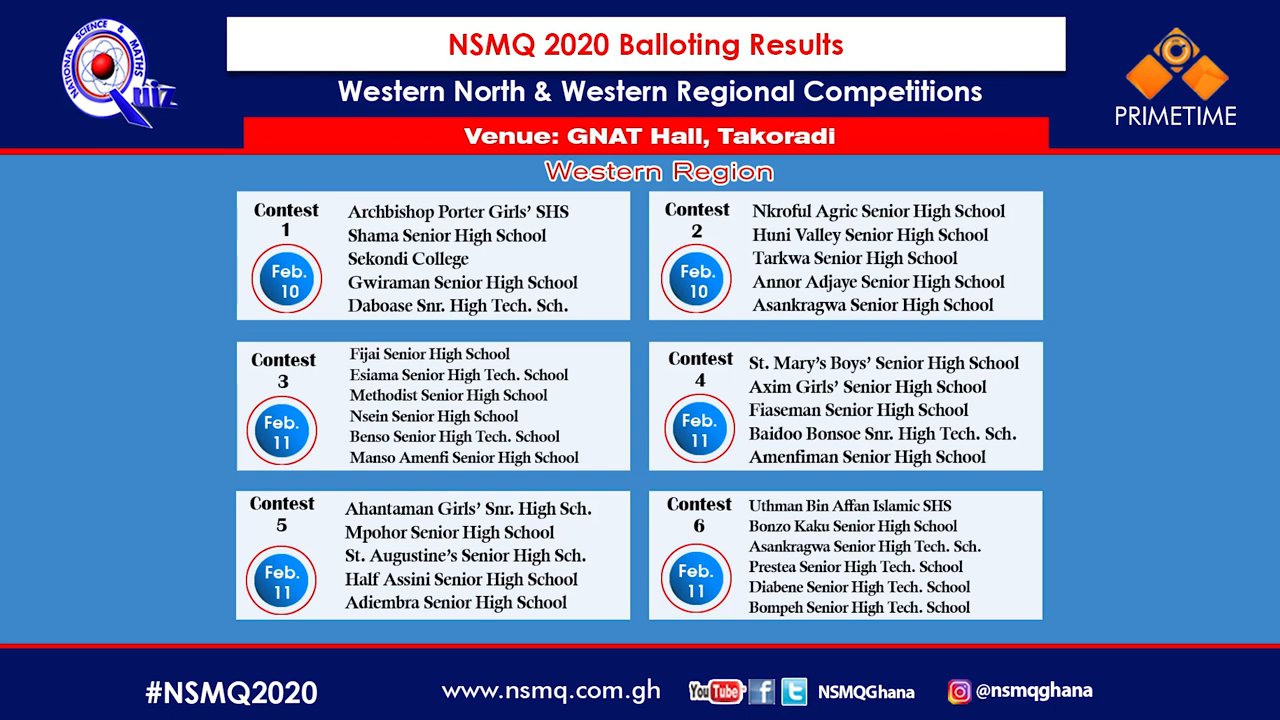 NATIONAL SCIENCE & MATHS
Quiz
NSMQ 2020 Balloting Results
Western North & Western Regional Competitions
Venue: GNAT Hall, Takoradi
PRIMETIME
Western Region
Contest
1
Feb.
10
Archbishop Porter Girls’ SHS
Shama Senior High School
Sekondi College
Gwiraman Senior High School
Daboase Snr. High Tech. Sch.
Contest
2
Feb.
10
Nkroful Agric Senior High School
Huni Valley Senior High School
Tarkwa Senior High School
Annor Adjaye Senior High School
Asankragwa Senior High School
Contest
3
Feb.
11
Fijai Senior High School
Esiama Senior High Tech. School
Methodist Senior High School
Nsein Senior High School
Benso Senior High Tech. School
Manso Amenfi Senior High School
Contest
4
Feb.
11
St. Mary’s Boys’ Senior High School
Axim Girls’ Senior High School
Fiaseman Senior High School
Baidoo Bonsoe Snr. High Tech. Sch.
Amenfiman Senior High School
Contest
5
Feb.
11
Ahantaman Girls’ Snr. High Sch.
Mpohor Senior High School
St. Augustine’s Senior High Sch.
Half Assini Senior High School
Adiembra Senior High School
Contest
6
Feb.
11
Uthman Bin Affan Islamic SHS
Bonzo Kaku Senior High School
Asankragwa Senior High Tech. Sch.
Prestea Senior High Tech. School
Diabene Senior High Tech. School
Bompeh Senior High Tech. School
#NSMQ2020
www.nsmq.com.gh
YouTube
NSMQGhana
@nsmqghana